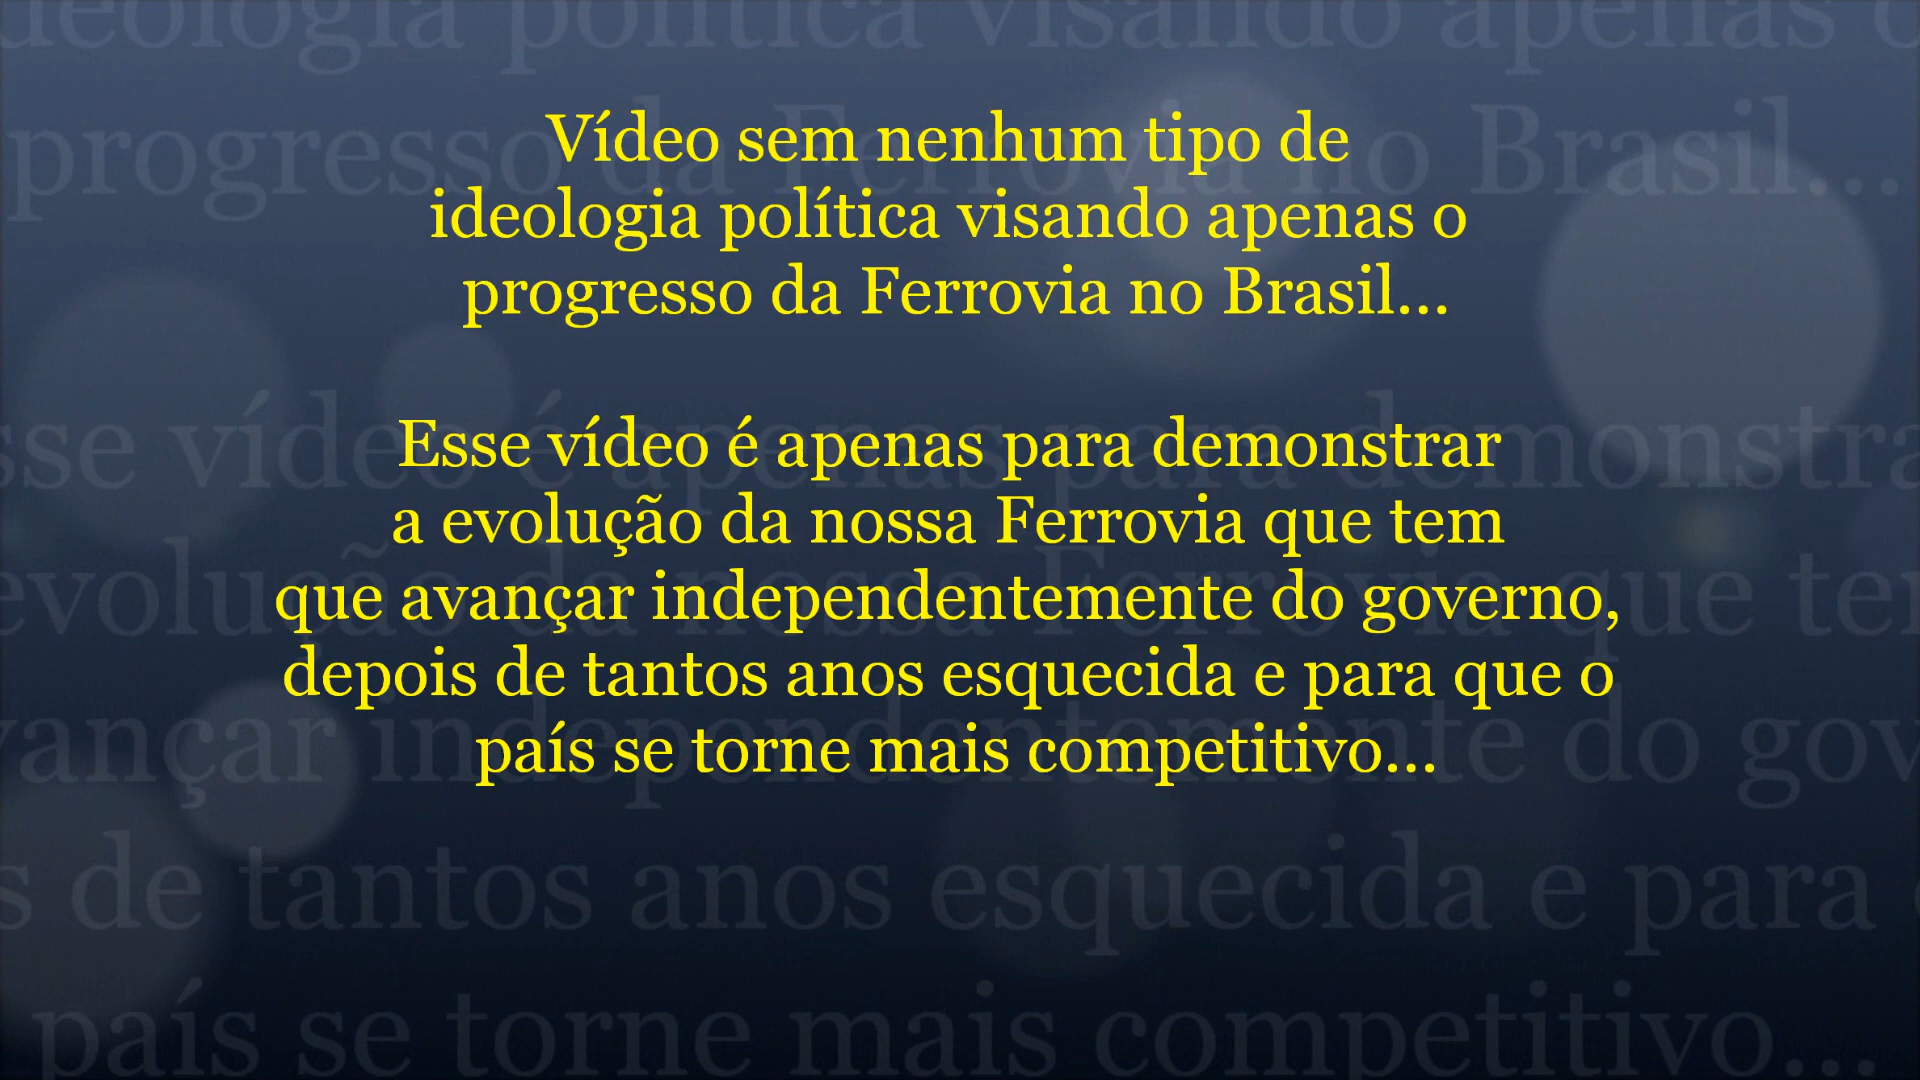 Vídeo sem nenhum tipo de
ideologia política visando apenas o
progresso da Ferrovia no Brasil...
Esse vídeo é apenas para demonstrar
a evolução da nossa Ferrovia que tem
que avançar independentemente do governo,
depois de tantos anos esquecida e para que o
país se torne mais competitivo...